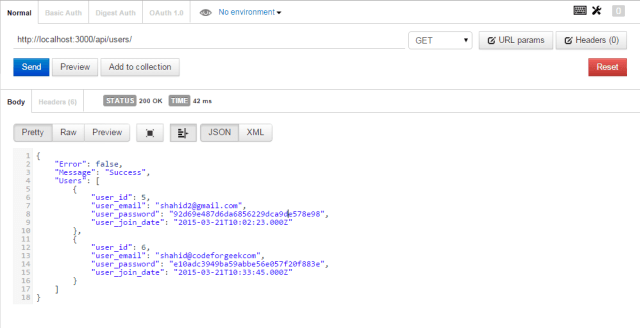 Normal Basic Auth Digest Auth OAuth 1.0 No environment 0
http://localhost:3000/api/users/ GET URL params Headers (0)
Send Preview Add to collection Reset
Body Headers (6) STATUS 200 OK TIME 42 ms
Pretty Raw Preview JSON XML
1 {
2 "Error": false,
3 "Message": "Success",
4 "Users": [
5 {
6 "user_id": 5,
7 "user_email": "shahid2@gmail.com",
8 "user_password": "92d69e487d6da6856229dca9de578e98",
9 "user_join_date": "2015-03-21T10:02:23.000Z"
10 },
11 {
12 "user_id": 6,
13 "user_email": "shahid@codeforgeekcom",
14 "user_password": "e10adc3949ba59abbe56e057f20f883e",
15 "user_join_date": "2015-03-21T10:33:45.000Z"
16 }
17 ]
18 }